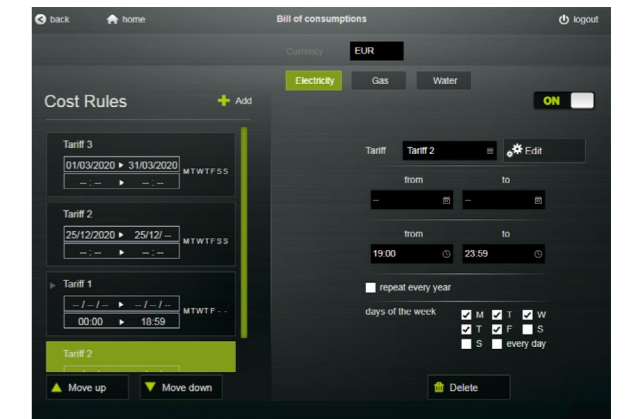 back home Bill of consumptions logout
Currency EUR
Electricity Gas Water
Cost Rules Add
ON
Tariff 3
01/03/2020 ▸ 31/03/2020
-- : -- ▸ -- : --
MTWTFSS
Tariff 2
25/12/2020 ▸ 25/12/ --
-- : -- ▸ -- : --
MTWTFSS
Tariff 1
-- / -- / -- ▸ -- / -- / --
00:00 ▸ 18:59
MTWTF - -
Tariff 2
Move up Move down
Tariff Tariff 2 Edit
from to
-- --
from to
19:00 23:59
repeat every year
days of the week M T W
T F S
S every day
Delete